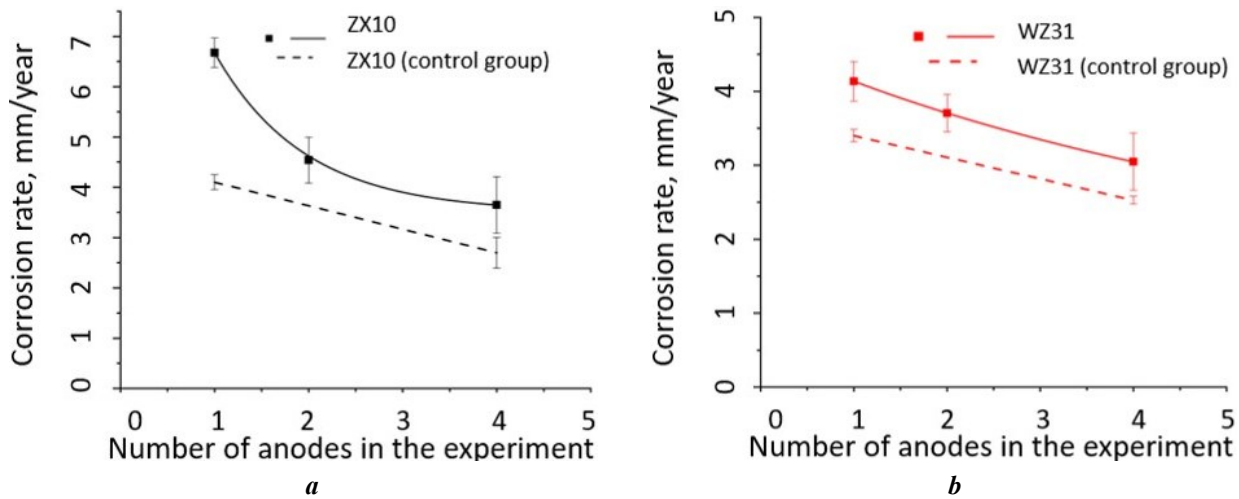 Corrosion rate, mm/year
7
6
5
4
3
2
1
0
ZX10
ZX10 (control group)
0 1 2 3 4 5
Number of anodes in the experiment
a
Corrosion rate, mm/year
5
4
3
2
1
0
WZ31
WZ31 (control group)
0 1 2 3 4 5
Number of anodes in the experiment
b